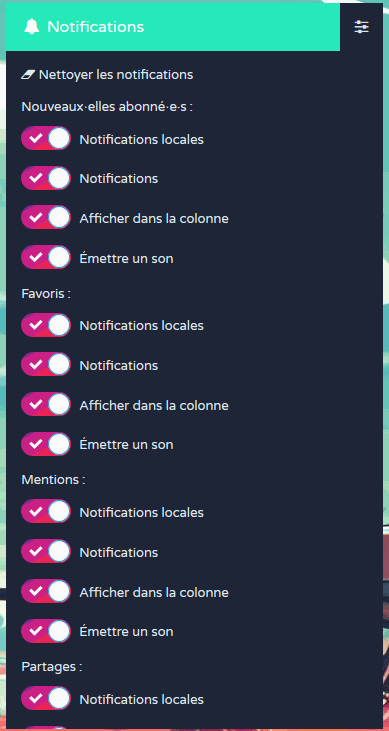 Notifications
Nettoyer les notifications
Nouveaux·elles abonné·e·s :
Notifications locales
Notifications
Afficher dans la colonne
Émettre un son
Favoris :
Notifications locales
Notifications
Afficher dans la colonne
Émettre un son
Mentions :
Notifications locales
Notifications
Afficher dans la colonne
Émettre un son
Partages :
Notifications locales